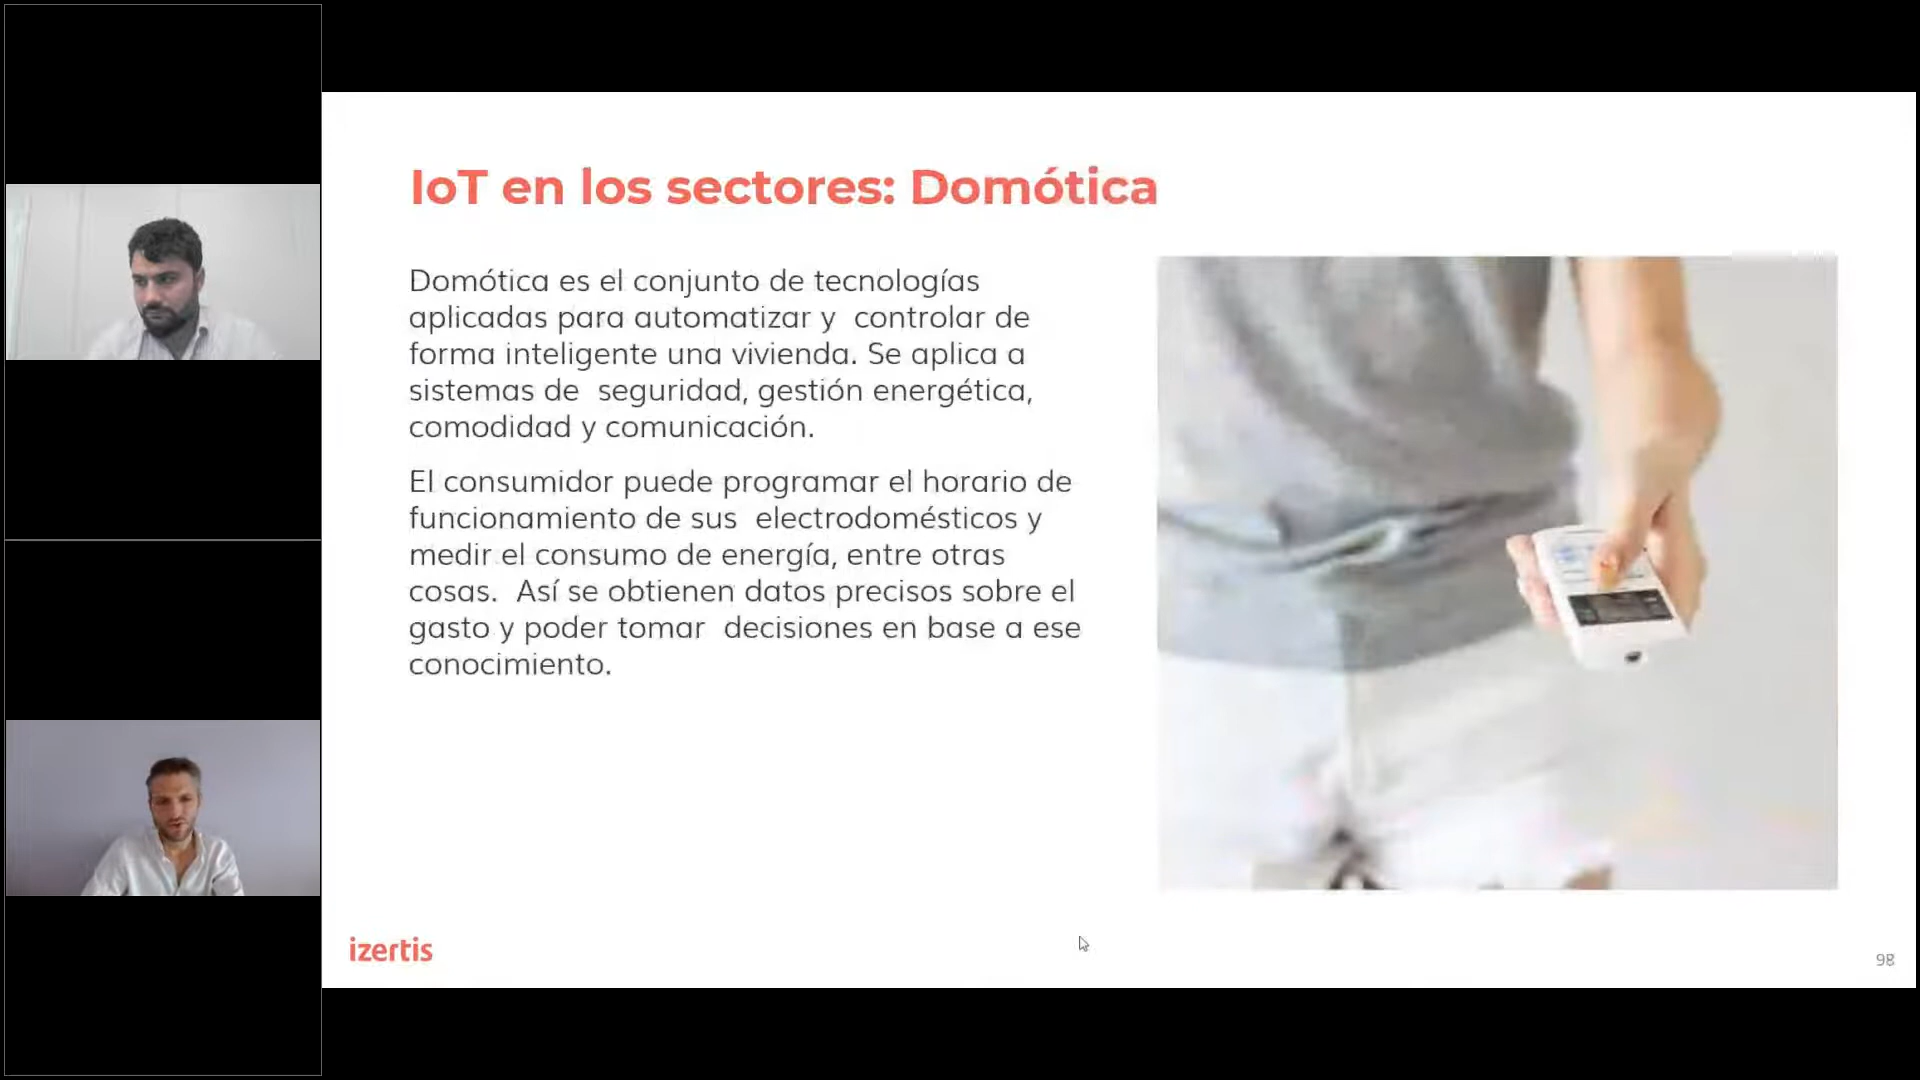 IoT en los sectores: Domótica
Domótica es el conjunto de tecnologías
aplicadas para automatizar y  controlar de
forma inteligente una vivienda. Se aplica a
sistemas de  seguridad, gestión energética,
comodidad y comunicación.
El consumidor puede programar el horario de
funcionamiento de sus  electrodomésticos y
medir el consumo de energía, entre otras
cosas.  Así se obtienen datos precisos sobre el
gasto y poder tomar  decisiones en base a ese
conocimiento.
izertis
98